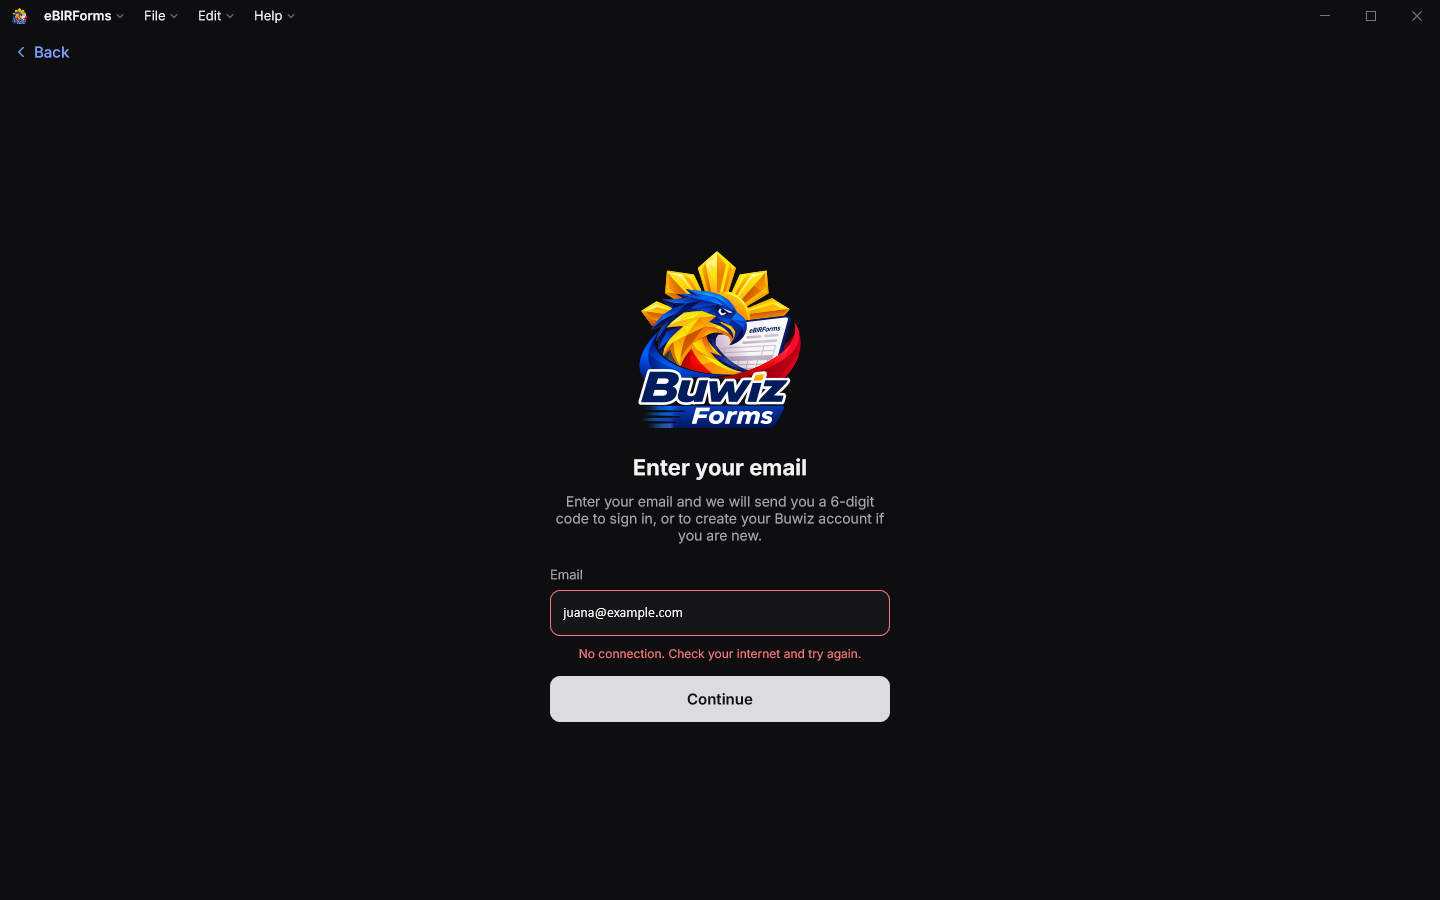 eBIRForms File Edit Help
Back
eBIRForms
Buwiz
Forms
Enter your email
Enter your email and we will send you a 6-digit
code to sign in, or to create your Buwiz account if
you are new.
Email
juana@example.com
No connection. Check your internet and try again.
Continue